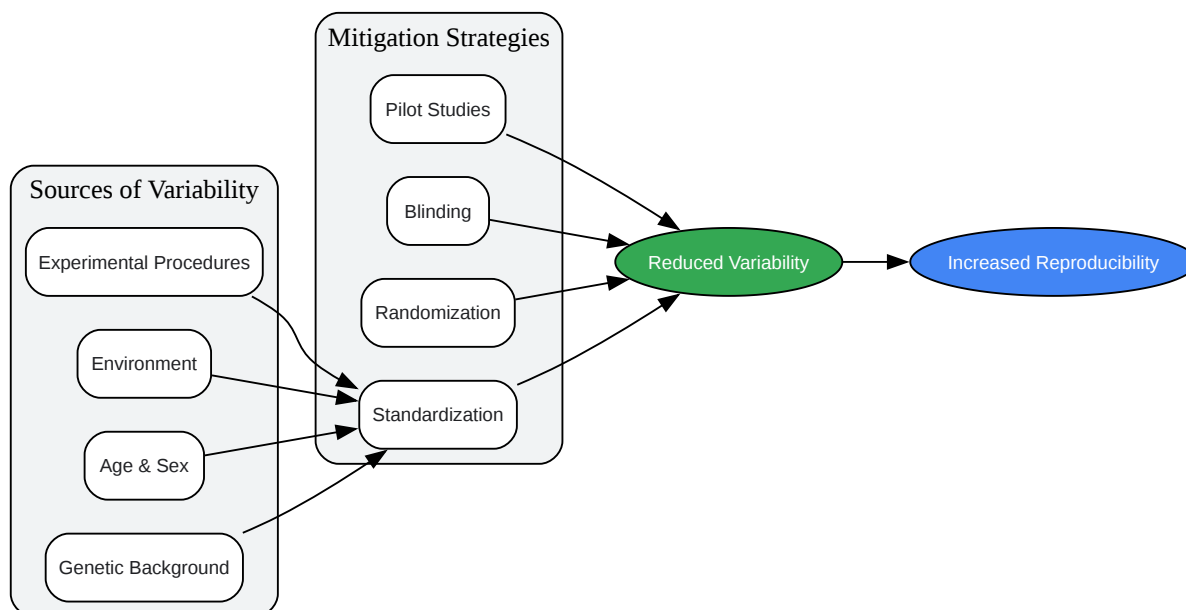 Sources of Variability
Experimental Procedures
Environment
Age & Sex
Genetic Background
Mitigation Strategies
Pilot Studies
Blinding
Randomization
Standardization
Reduced Variability
Increased Reproducibility